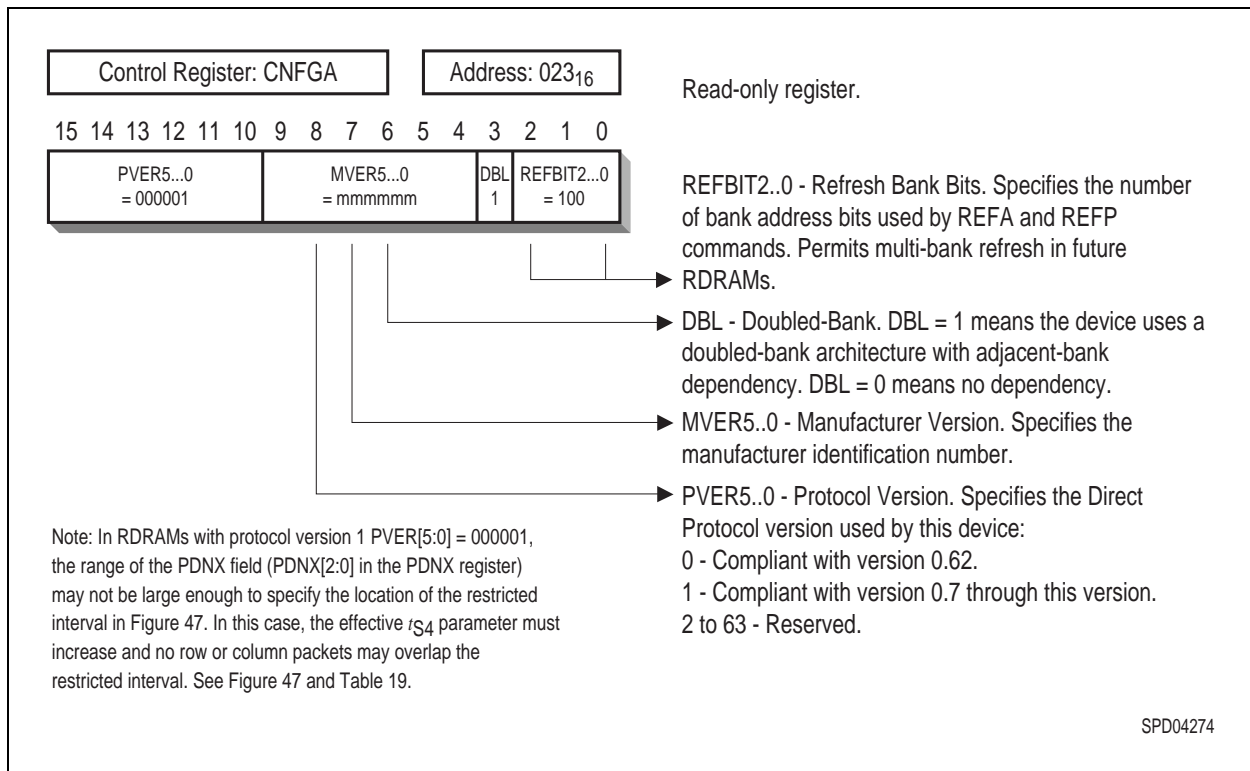 Control Register: CNFGA
Address: 023₁₆
15 14 13 12 11 10 9 8 7 6 5 4 3 2 1 0
PVER5...0
= 000001
MVER5...0
= mmmmmm
DBL
1
REFBIT2...0
= 100
Read-only register.
REFBIT2..0 - Refresh Bank Bits. Specifies the number
of bank address bits used by REFA and REFP
commands. Permits multi-bank refresh in future
RDRAMs.
DBL - Doubled-Bank. DBL = 1 means the device uses a
doubled-bank architecture with adjacent-bank
dependency. DBL = 0 means no dependency.
MVER5..0 - Manufacturer Version. Specifies the
manufacturer identification number.
PVER5..0 - Protocol Version. Specifies the Direct
Protocol version used by this device:
0 - Compliant with version 0.62.
1 - Compliant with version 0.7 through this version.
2 to 63 - Reserved.
Note: In RDRAMs with protocol version 1 PVER[5:0] = 000001,
the range of the PDNX field (PDNX[2:0] in the PDNX register)
may not be large enough to specify the location of the restricted
interval in Figure 47. In this case, the effective tS4 parameter must
increase and no row or column packets may overlap the
restricted interval. See Figure 47 and Table 19.
SPD04274